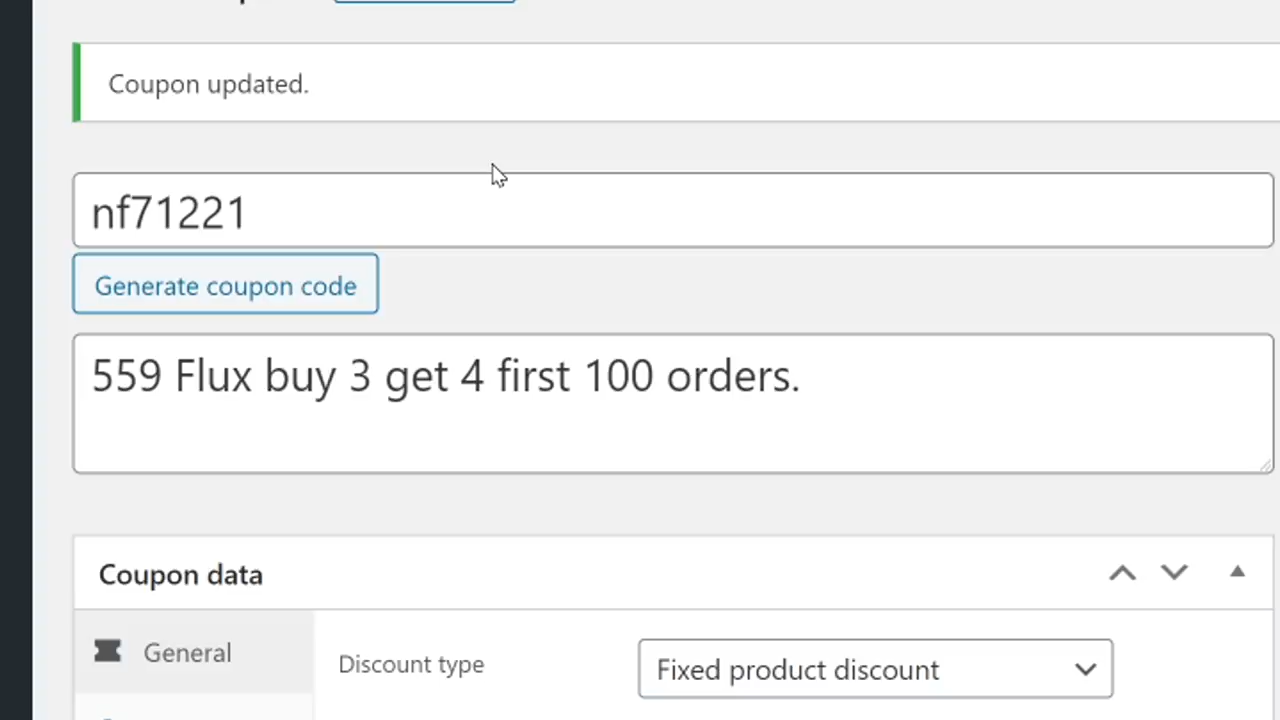 Coupon updated.
nf71221
Generate coupon code
559 Flux buy 3 get 4 first 100 orders.
Coupon data
General
Discount type
Fixed product discount